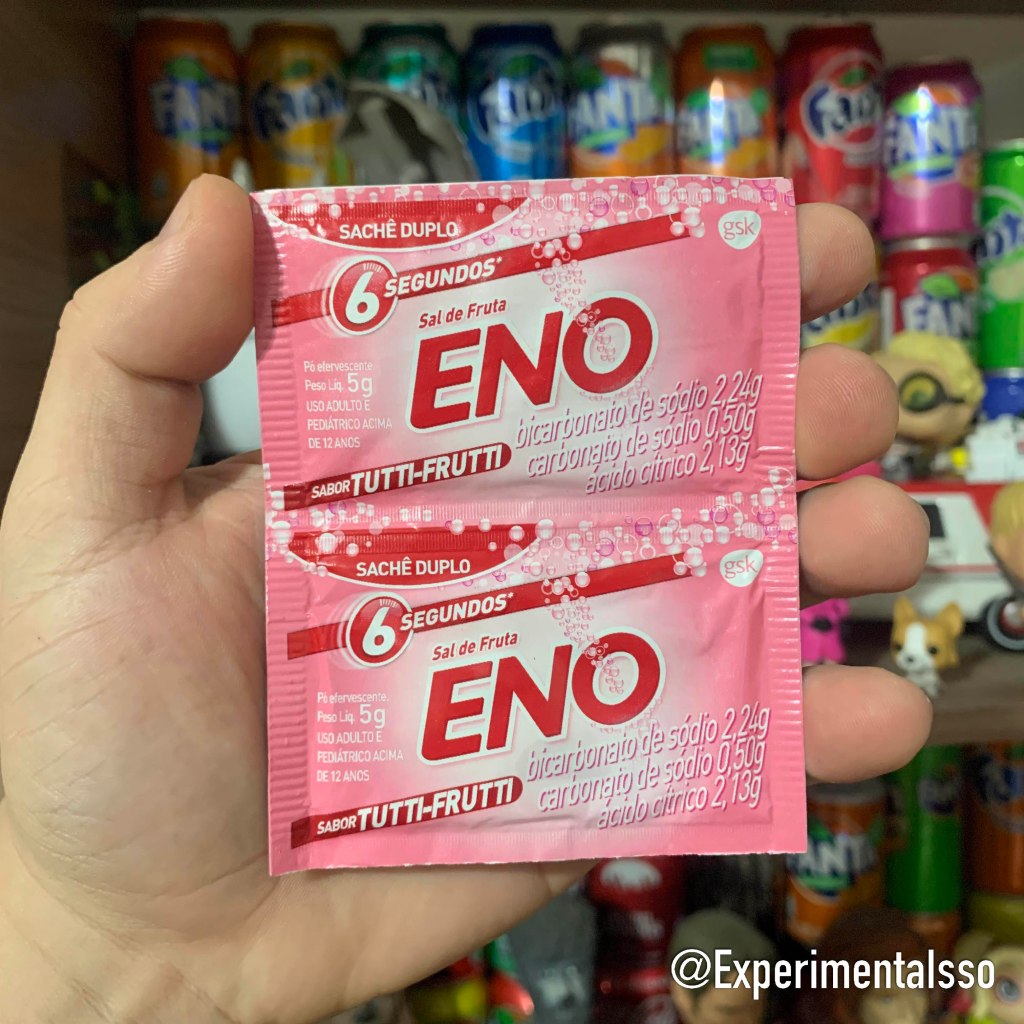 FANTA
FANTA
FANTA
SACHÊ DUPLO
gsk
6 SEGUNDOS*
Sal de Fruta
ENO
Pó efervescente
Peso Líq. 5g
USO ADULTO E
PEDIÁTRICO ACIMA
DE 12 ANOS
bicarbonato de sódio 2,24g
carbonato de sódio 0,50g
ácido cítrico 2,13g
SABOR TUTTI-FRUTTI
SACHÊ DUPLO
gsk
6 SEGUNDOS*
Sal de Fruta
ENO
Pó efervescente
Peso Líq. 5g
USO ADULTO E
PEDIÁTRICO ACIMA
DE 12 ANOS
bicarbonato de sódio 2,24g
carbonato de sódio 0,50g
ácido cítrico 2,13g
SABOR TUTTI-FRUTTI
FANTA
@Experimentalsso